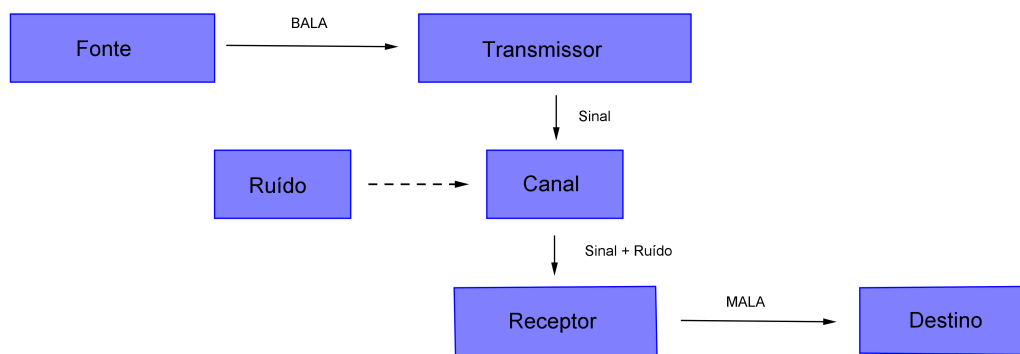 BALA
Fonte
Transmissor
Sinal
Ruído
Canal
Sinal + Ruído
MALA
Receptor
Destino